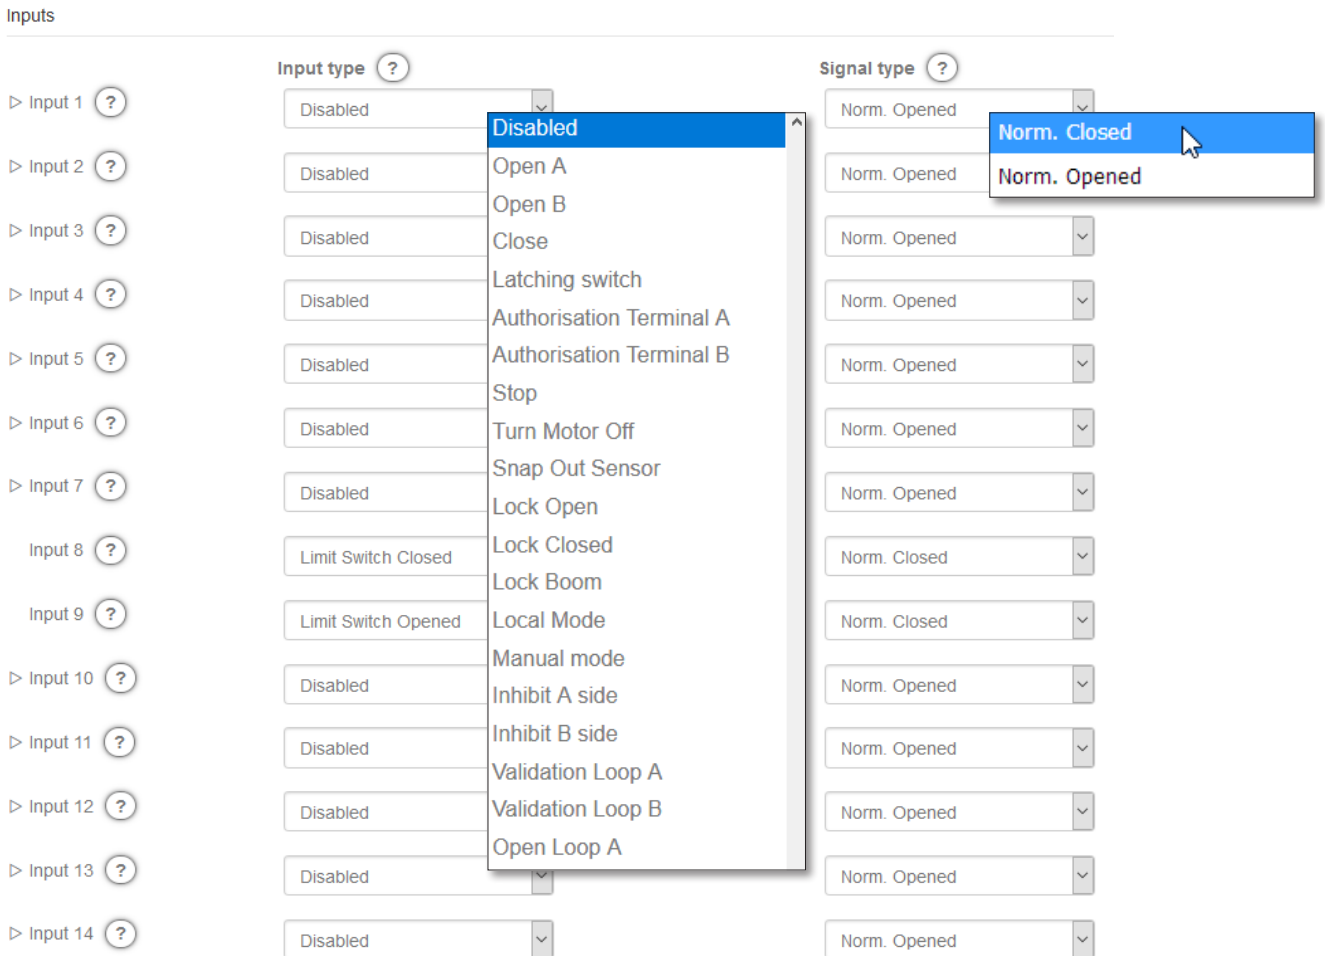 Inputs
Input type ?
Signal type ?
Input 1 ?
Disabled
Norm. Opened
Input 2 ?
Disabled
Norm. Opened
Input 3 ?
Disabled
Norm. Opened
Input 4 ?
Disabled
Norm. Opened
Input 5 ?
Disabled
Norm. Opened
Input 6 ?
Disabled
Norm. Opened
Input 7 ?
Disabled
Norm. Opened
Input 8 ?
Limit Switch Closed
Norm. Closed
Input 9 ?
Limit Switch Opened
Norm. Closed
Input 10 ?
Disabled
Norm. Opened
Input 11 ?
Disabled
Norm. Opened
Input 12 ?
Disabled
Norm. Opened
Input 13 ?
Disabled
Norm. Opened
Input 14 ?
Disabled
Norm. Opened
Disabled
Open A
Open B
Close
Latching switch
Authorisation Terminal A
Authorisation Terminal B
Stop
Turn Motor Off
Snap Out Sensor
Lock Open
Lock Closed
Lock Boom
Local Mode
Manual mode
Inhibit A side
Inhibit B side
Validation Loop A
Validation Loop B
Open Loop A
Norm. Closed
Norm. Opened